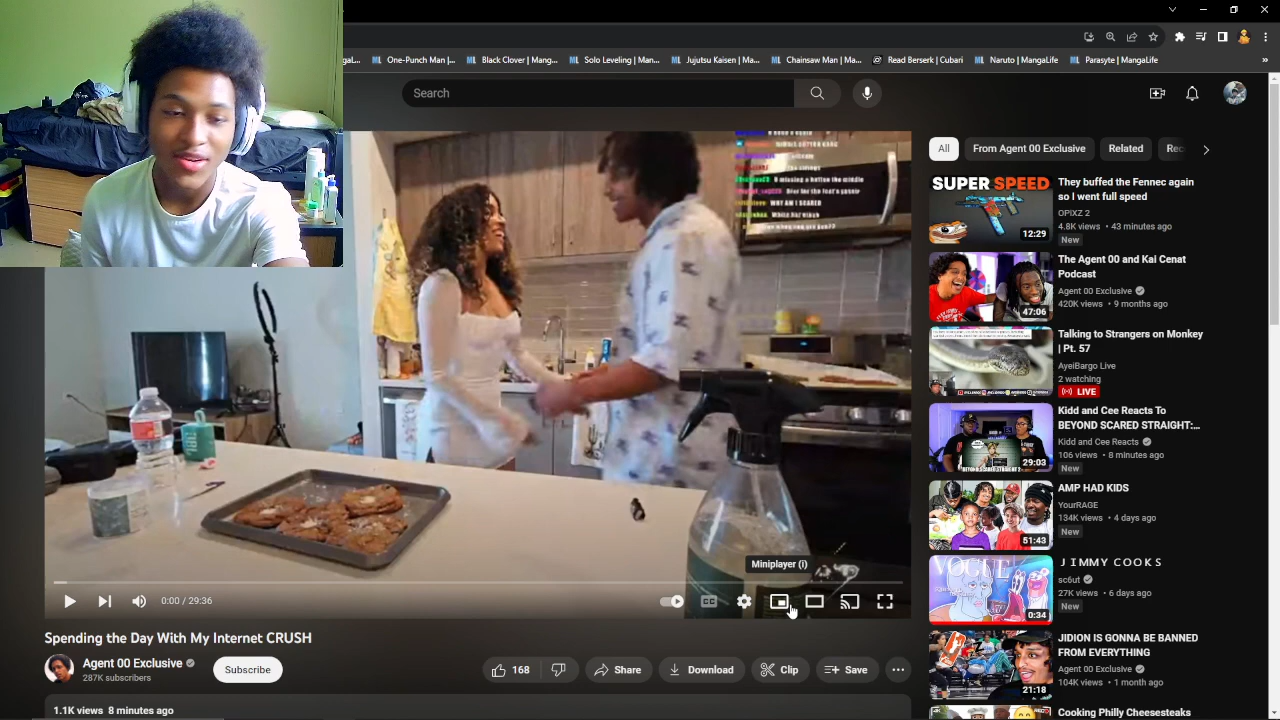 One-Punch Man |...
Black Clover | Mang...
Solo Leveling | Man...
Jujutsu Kaisen | Ma...
Chainsaw Man | Ma...
Read Berserk | Cubari
Naruto | MangaLife
Parasyte | MangaLife
»
Search
All
From Agent 00 Exclusive
Related
Rec
WHY AM I SCARED
SUPER SPEED
12:29
They buffed the Fennec again
so I went full speed
OPIXZ 2
4.8K views • 43 minutes ago
New
47:06
The Agent 00 and Kai Cenat
Podcast
Agent 00 Exclusive
420K views • 9 months ago
Talking to Strangers on Monkey
| Pt. 57
AyeiBargo Live
2 watching
LIVE
29:03
Kidd and Cee Reacts To
BEYOND SCARED STRAIGHT:...
Kidd and Cee Reacts
106 views • 8 minutes ago
New
51:43
AMP HAD KIDS
YourRAGE
134K views • 4 days ago
New
VOGUE
0:34
J I M M Y C O O K S
sc6ut
27K views • 6 days ago
New
21:18
JIDION IS GONNA BE BANNED
FROM EVERYTHING
Agent 00 Exclusive
104K views • 1 month ago
Cooking Philly Cheesesteaks
Miniplayer (i)
0:00 / 29:36
CC
Spending the Day With My Internet CRUSH
Agent 00 Exclusive
287K subscribers
Subscribe
168
Share
Download
Clip
Save
1.1K views 8 minutes ago